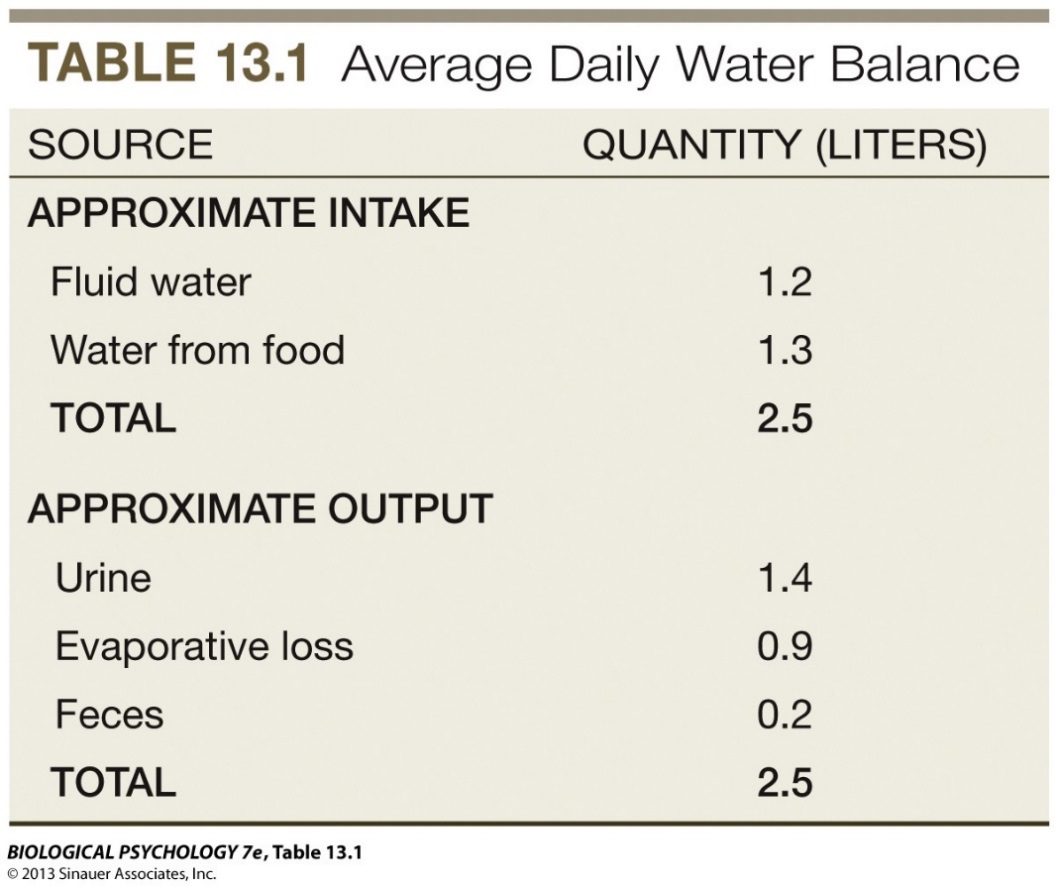 TABLE 13.1 Average Daily Water Balance
SOURCE QUANTITY (LITERS)
APPROXIMATE INTAKE
Fluid water 1.2
Water from food 1.3
TOTAL 2.5
APPROXIMATE OUTPUT
Urine 1.4
Evaporative loss 0.9
Feces 0.2
TOTAL 2.5
BIOLOGICAL PSYCHOLOGY 7e, Table 13.1
© 2013 Sinauer Associates, Inc.